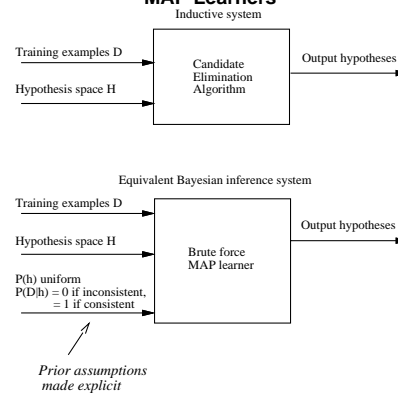 MAP Learners
Inductive system
Training examples D
Hypothesis space H
Candidate
Elimination
Algorithm
Output hypotheses
Equivalent Bayesian inference system
Training examples D
Hypothesis space H
P(h) uniform
P(D|h) = 0 if inconsistent,
= 1 if consistent
Brute force
MAP learner
Output hypotheses
Prior assumptions
made explicit